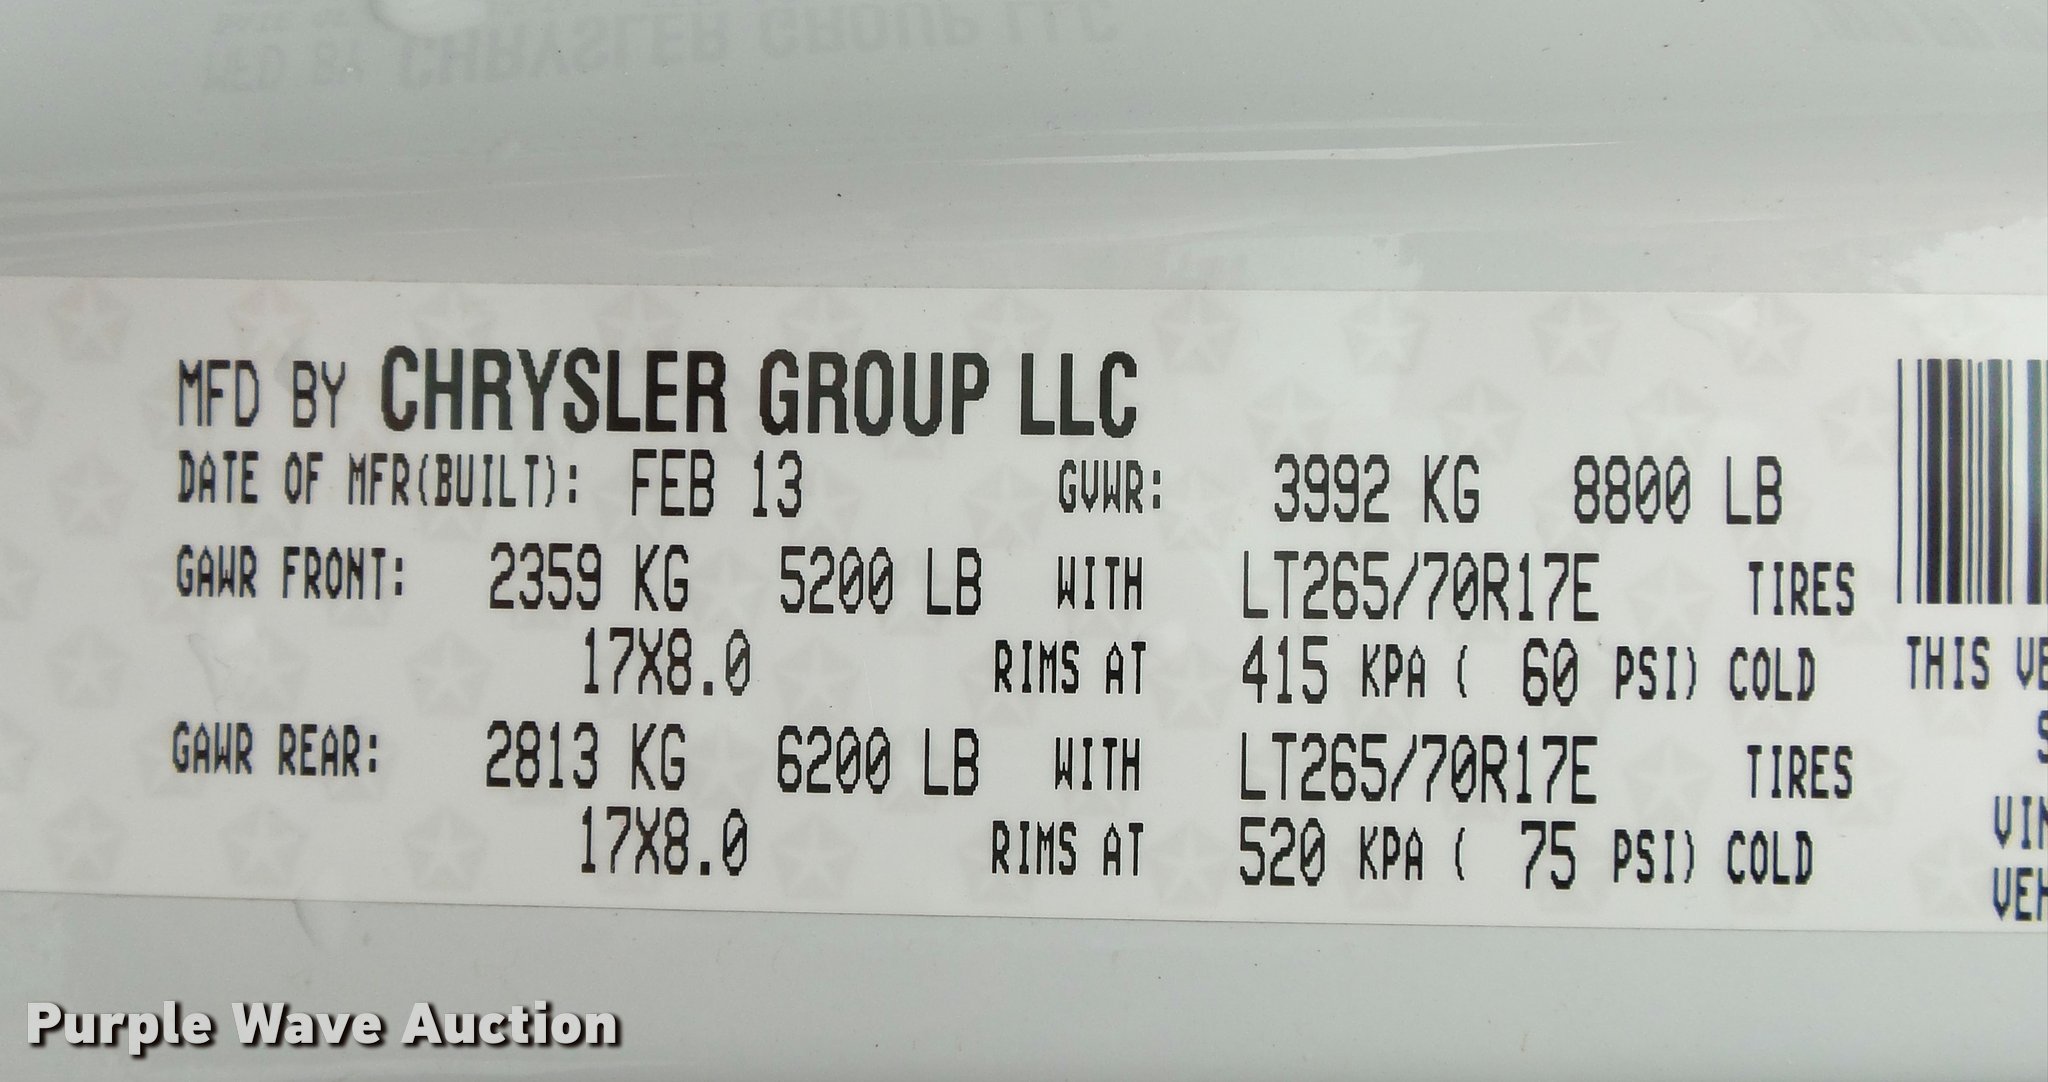 MFD BY CHRYSLER GROUP LLC
DATE OF MFR(BUILT): FEB 13 GVWR: 3992 KG 8800 LB
GAWR FRONT: 2359 KG 5200 LB WITH LT265/70R17E TIRES
17X8.0 RIMS AT 415 KPA ( 60 PSI) COLD
THIS
GAWR REAR: 2813 KG 6200 LB WITH LT265/70R17E TIRES
17X8.0 RIMS AT 520 KPA ( 75 PSI) COLD
Purple Wave Auction